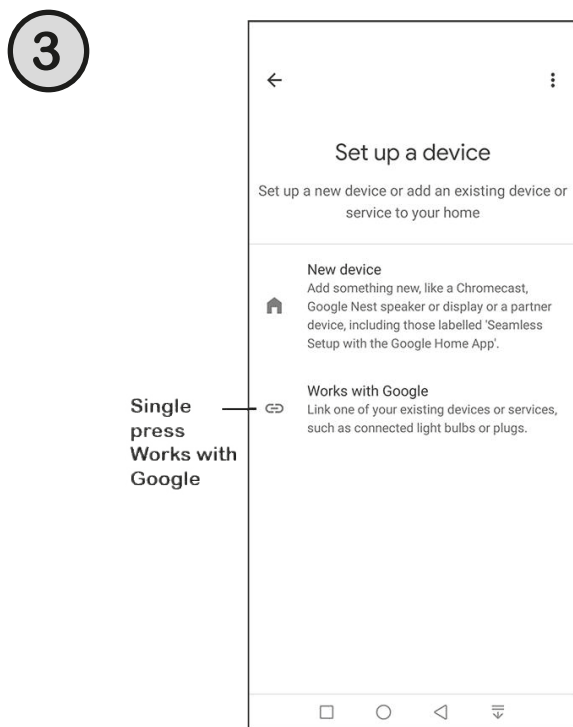 3
Set up a device
Set up a new device or add an existing device or
service to your home
New device
Add something new, like a Chromecast,
Google Nest speaker or display or a partner
device, including those labelled 'Seamless
Setup with the Google Home App'.
Works with Google
Link one of your existing devices or services,
such as connected light bulbs or plugs.
Single
press
Works with
Google